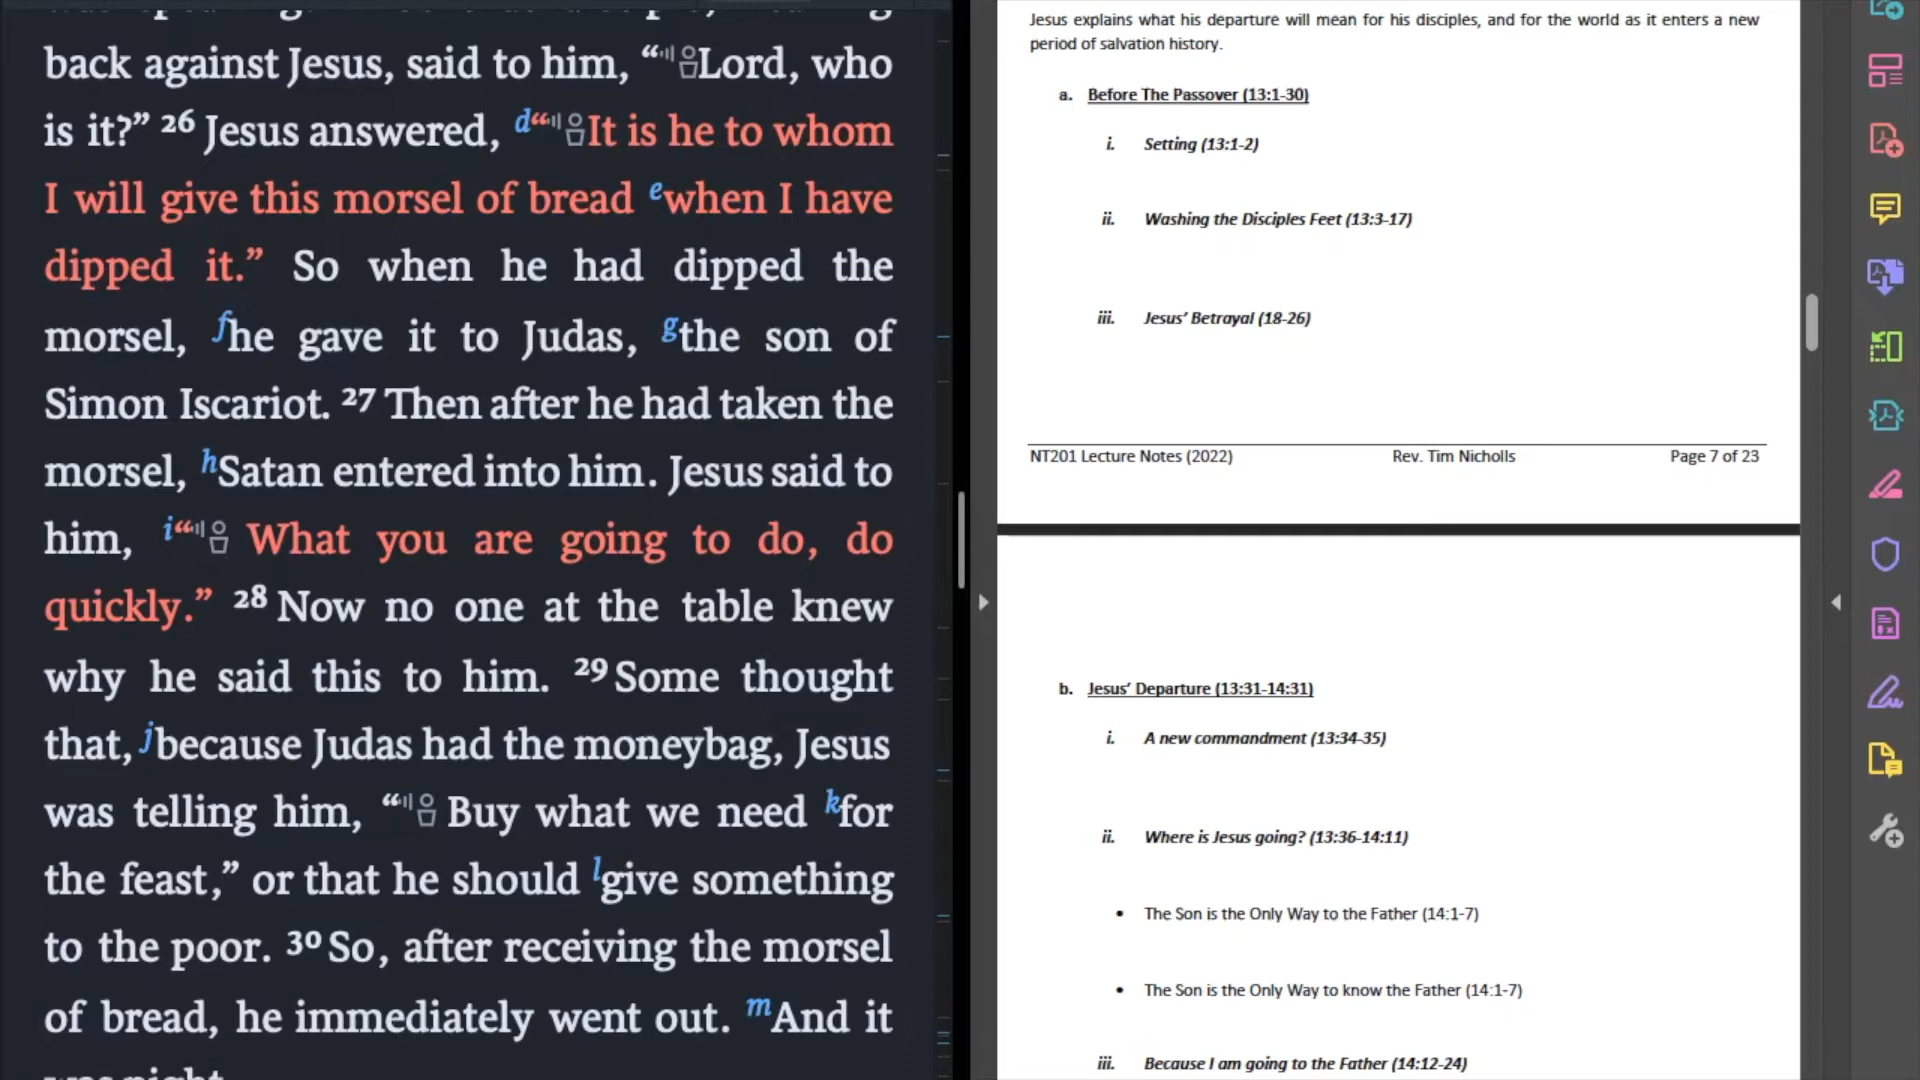 back against Jesus, said to him, “Lord, who
is it?” 26 Jesus answered, d“It is he to whom
I will give this morsel of bread ewhen I have
dipped it.” So when he had dipped the
morsel, fhe gave it to Judas, gthe son of
Simon Iscariot. 27 Then after he had taken the
morsel, hSatan entered into him. Jesus said to
him, i“What you are going to do, do
quickly.” 28 Now no one at the table knew
why he said this to him. 29 Some thought
that, jbecause Judas had the moneybag, Jesus
was telling him, “Buy what we need kfor
the feast,” or that he should lgive something
to the poor. 30 So, after receiving the morsel
of bread, he immediately went out. mAnd it
was night.
Jesus explains what his departure will mean for his disciples, and for the world as it enters a new
period of salvation history.
a. Before The Passover (13:1-30)
i. Setting (13:1-2)
ii. Washing the Disciples Feet (13:3-17)
iii. Jesus’ Betrayal (18-26)
NT201 Lecture Notes (2022) Rev. Tim Nicholls Page 7 of 23
b. Jesus’ Departure (13:31-14:31)
i. A new commandment (13:34-35)
ii. Where is Jesus going? (13:36-14:11)
• The Son is the Only Way to the Father (14:1-7)
• The Son is the Only Way to know the Father (14:1-7)
iii. Because I am going to the Father (14:12-24)